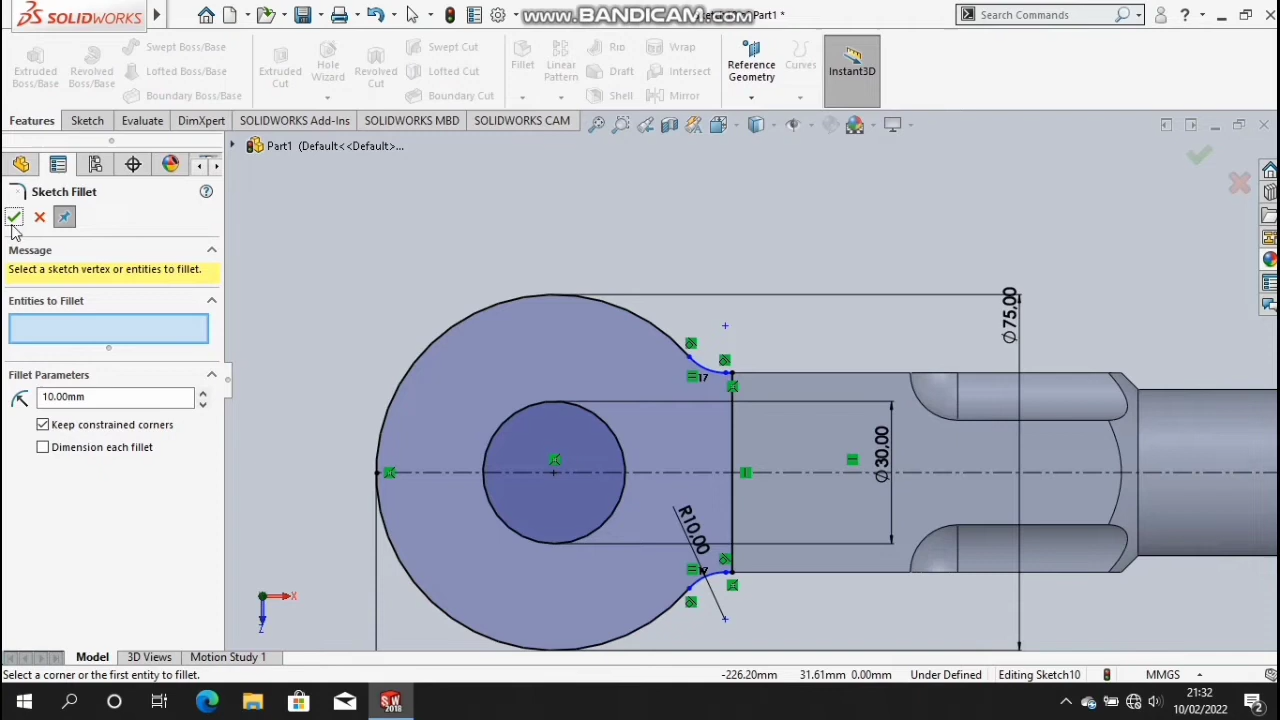 SOLIDWORKS
www.BANDICAM.com
Part1 *
Search Commands
Extruded Boss/Base
Revolved Boss/Base
Swept Boss/Base
Lofted Boss/Base
Boundary Boss/Base
Extruded Cut
Hole Wizard
Revolved Cut
Swept Cut
Lofted Cut
Boundary Cut
Fillet
Linear Pattern
Rib
Draft
Shell
Wrap
Intersect
Mirror
Reference Geometry
Curves
Instant3D
Features
Sketch
Evaluate
DimXpert
SOLIDWORKS Add-Ins
SOLIDWORKS MBD
SOLIDWORKS CAM
Part1 (Default<<Default>...
Sketch Fillet
Message
Select a sketch vertex or entities to fillet.
Entities to Fillet
Fillet Parameters
10.00mm
Keep constrained corners
Dimension each fillet
∅75,00
17
∅30,00
R10,00
X
Z
Model
3D Views
Motion Study 1
Select a corner or the first entity to fillet.
-226.20mm
31.61mm 0.00mm
Under Defined
Editing Sketch10
MMGS
SW
2018
21:32
10/02/2022
2